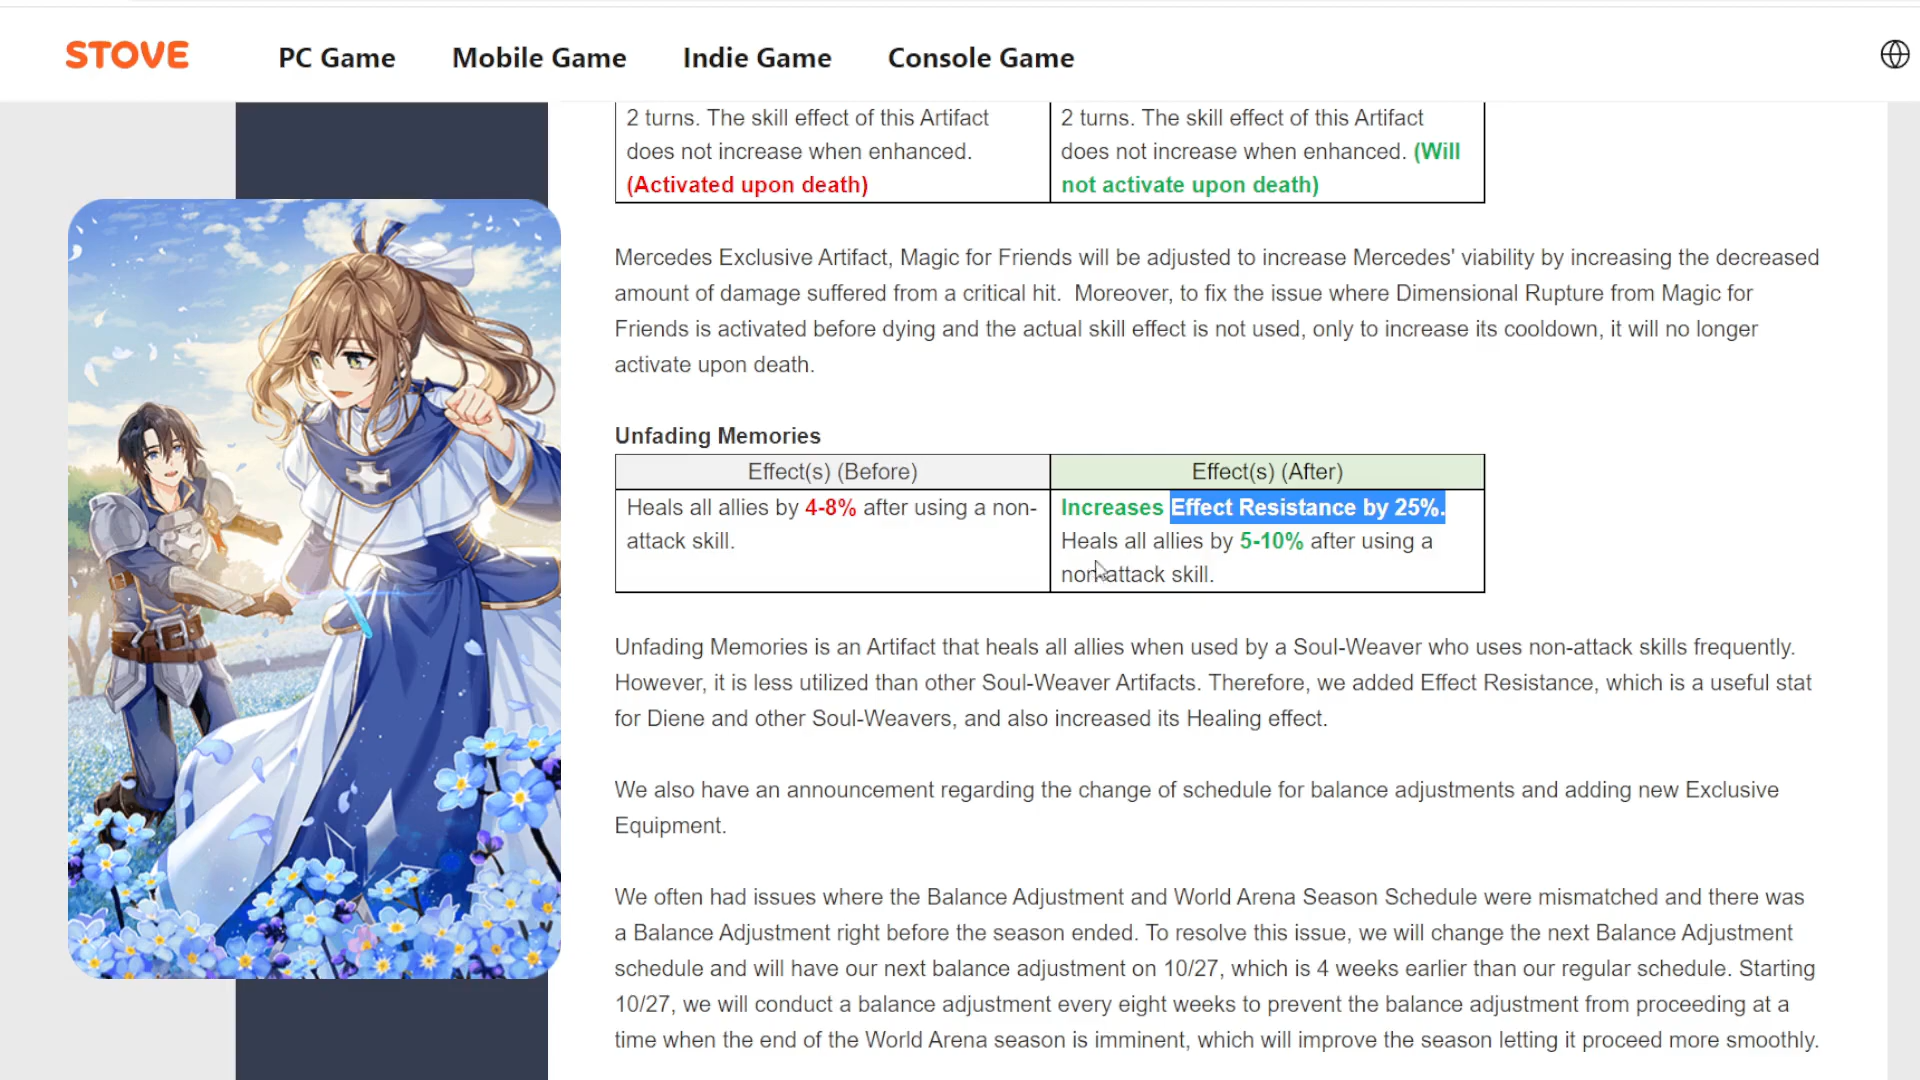 STOVE
PC Game
Mobile Game
Indie Game
Console Game
2 turns. The skill effect of this Artifact
does not increase when enhanced.
(Activated upon death)
2 turns. The skill effect of this Artifact
does not increase when enhanced. (Will
not activate upon death)
Mercedes Exclusive Artifact, Magic for Friends will be adjusted to increase Mercedes' viability by increasing the decreased
amount of damage suffered from a critical hit.  Moreover, to fix the issue where Dimensional Rupture from Magic for
Friends is activated before dying and the actual skill effect is not used, only to increase its cooldown, it will no longer
activate upon death.
Unfading Memories
Effect(s) (Before)
Effect(s) (After)
Heals all allies by 4-8% after using a non-
attack skill.
Increases Effect Resistance by 25%.
Heals all allies by 5-10% after using a
non-attack skill.
Unfading Memories is an Artifact that heals all allies when used by a Soul-Weaver who uses non-attack skills frequently.
However, it is less utilized than other Soul-Weaver Artifacts. Therefore, we added Effect Resistance, which is a useful stat
for Diene and other Soul-Weavers, and also increased its Healing effect.
We also have an announcement regarding the change of schedule for balance adjustments and adding new Exclusive
Equipment.
We often had issues where the Balance Adjustment and World Arena Season Schedule were mismatched and there was
a Balance Adjustment right before the season ended. To resolve this issue, we will change the next Balance Adjustment
schedule and will have our next balance adjustment on 10/27, which is 4 weeks earlier than our regular schedule. Starting
10/27, we will conduct a balance adjustment every eight weeks to prevent the balance adjustment from proceeding at a
time when the end of the World Arena season is imminent, which will improve the season letting it proceed more smoothly.